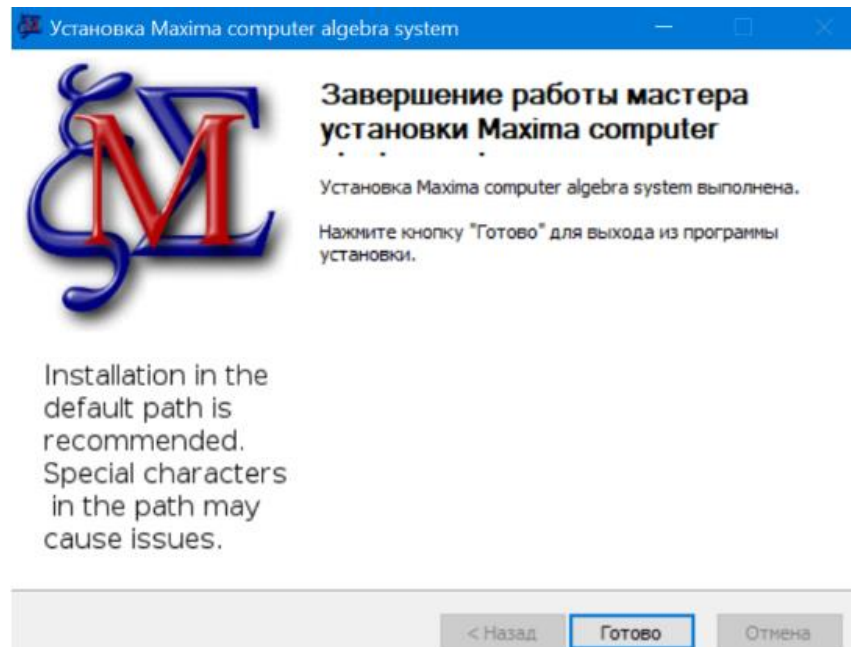 Установка Maxima computer algebra system
Завершение работы мастера
установки Maxima computer
Установка Maxima computer algebra system выполнена.
Нажмите кнопку "Готово" для выхода из программы
установки.
Installation in the
default path is
recommended.
Special characters
in the path may
cause issues.
< Назад
Готово
Отмена